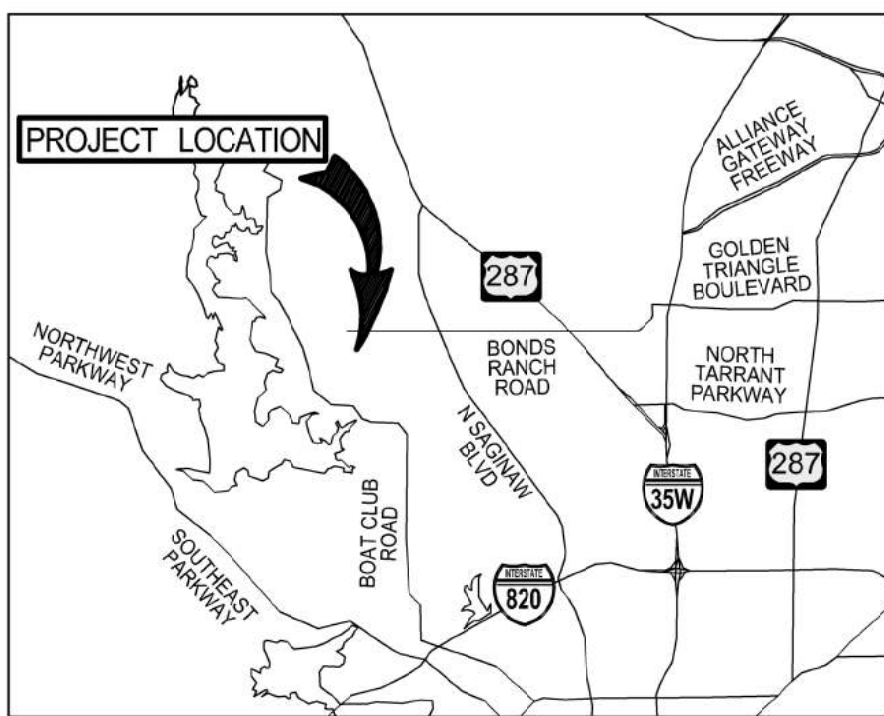 PROJECT LOCATION
ALLIANCE
GATEWAY
FREEWAY
GOLDEN
TRIANGLE
BOULEVARD
287
NORTHWEST
PARKWAY
BONDS
RANCH
ROAD
NORTH
TARRANT
PARKWAY
N SAGINAW
BLVD
287
INTERSTATE
35W
BOAT CLUB
ROAD
SOUTHEAST
PARKWAY
INTERSTATE
820